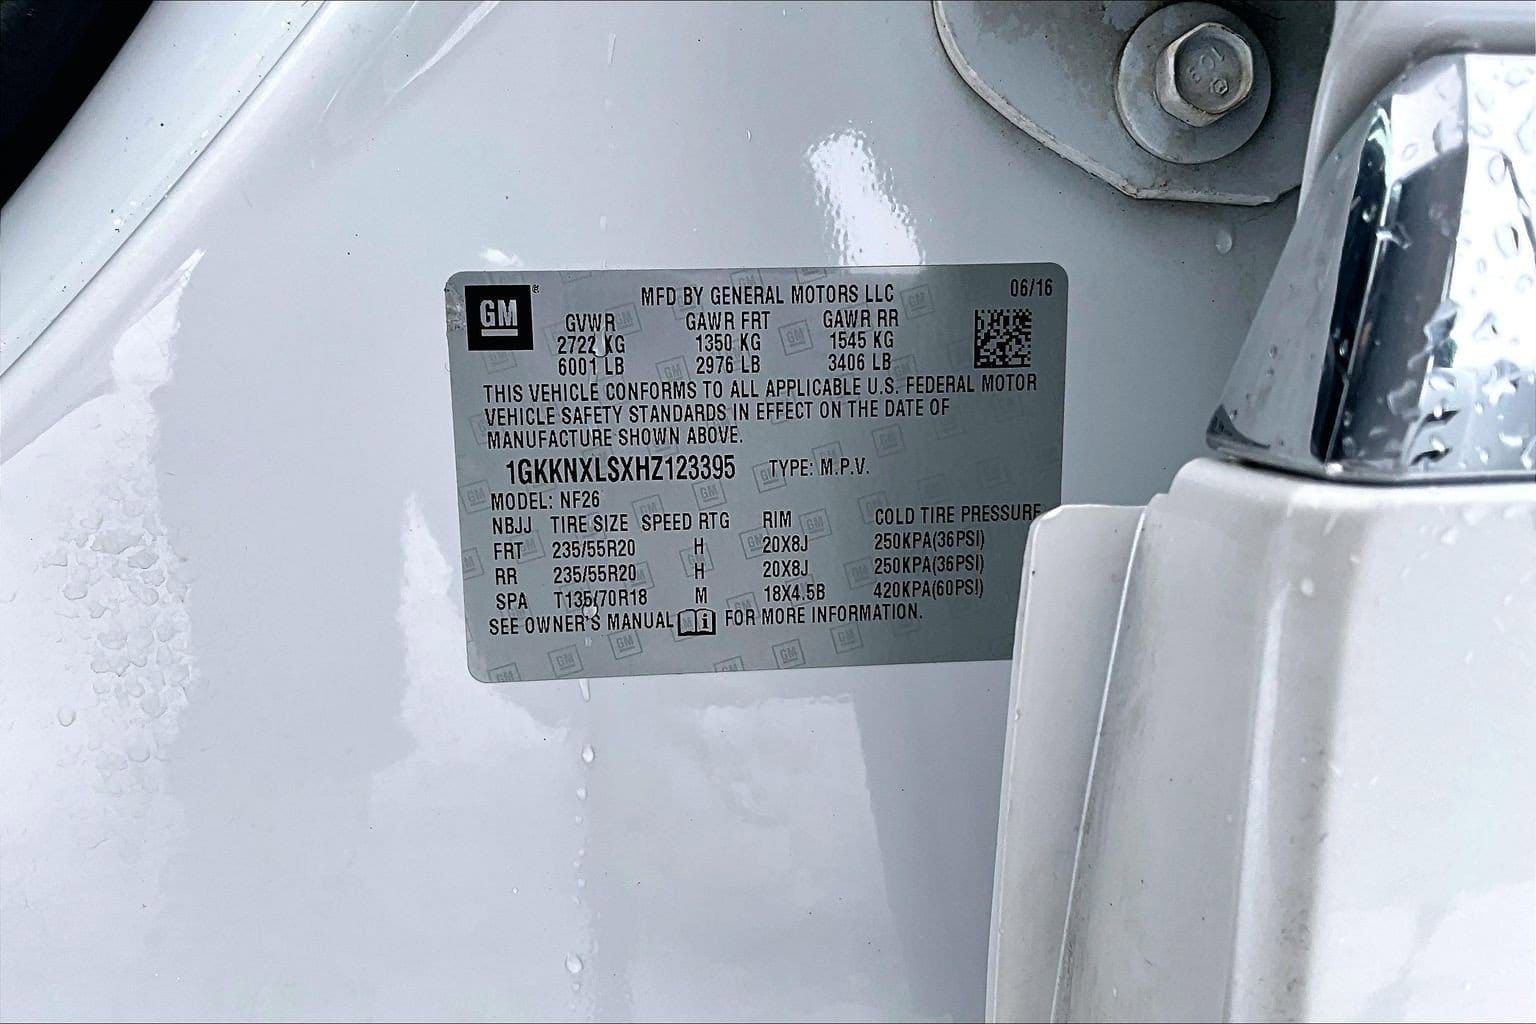 GM®
MFD BY GENERAL MOTORS LLC
06/16
GVWR GAWR FRT GAWR RR
2722 KG 1350 KG 1545 KG
6001 LB 2976 LB 3406 LB
THIS VEHICLE CONFORMS TO ALL APPLICABLE U.S. FEDERAL MOTOR
VEHICLE SAFETY STANDARDS IN EFFECT ON THE DATE OF
MANUFACTURE SHOWN ABOVE.
1GKKNXLSXHZ123395 TYPE: M.P.V.
MODEL: NF26
NBJJ TIRE SIZE SPEED RTG RIM COLD TIRE PRESSURE
FRT 235/55R20 H 20X8J 250KPA(36PSI)
RR 235/55R20 H 20X8J 250KPA(36PSI)
SPA T135/70R18 M 18X4.5B 420KPA(60PSI)
SEE OWNER'S MANUAL i FOR MORE INFORMATION.